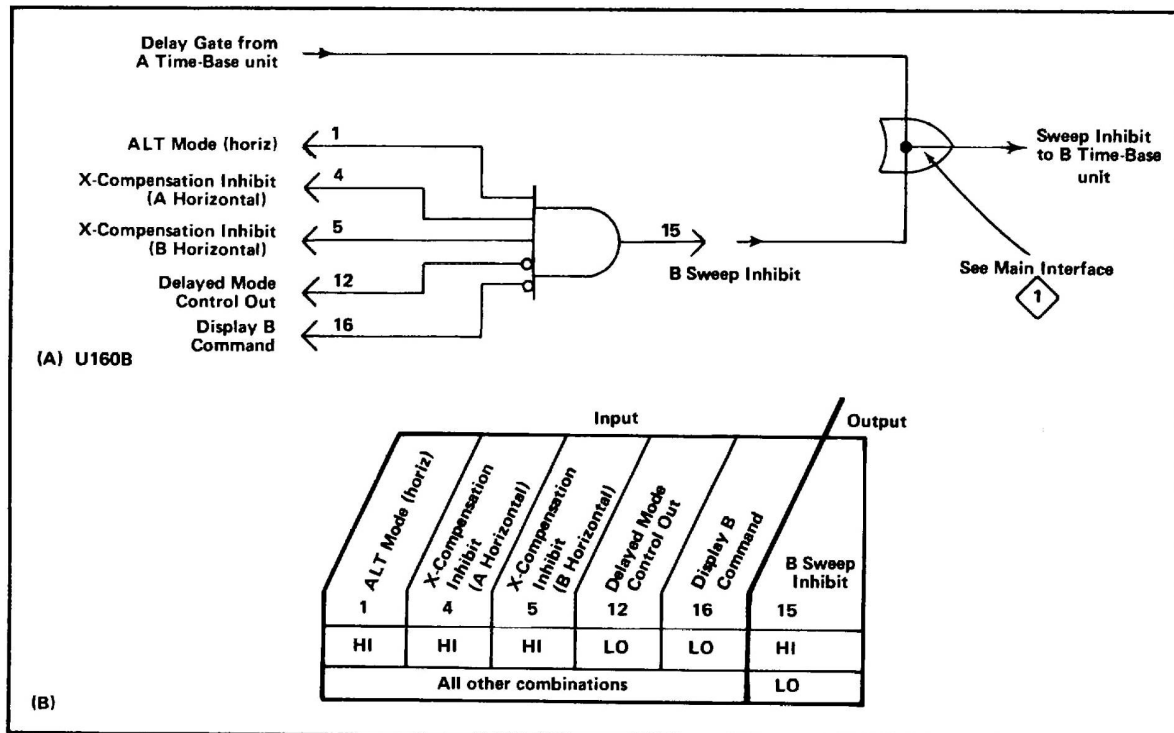 Delay Gate from
A Time-Base unit
ALT Mode (horiz)
1
X-Compensation Inhibit
(A Horizontal)
4
X-Compensation Inhibit
(B Horizontal)
5
Delayed Mode
Control Out
12
Display B
Command
16
15
B Sweep Inhibit
Sweep Inhibit
to B Time-Base
unit
See Main Interface
1
(A) U160B
Input
Output
ALT Mode (horiz)
X-Compensation
Inhibit
(A Horizontal)
X-Compensation
Inhibit
(B Horizontal)
Delayed Mode
Control Out
Display B
Command
B Sweep
Inhibit
1 4 5 12 16 15
HI HI HI LO LO HI
All other combinations LO
(B)